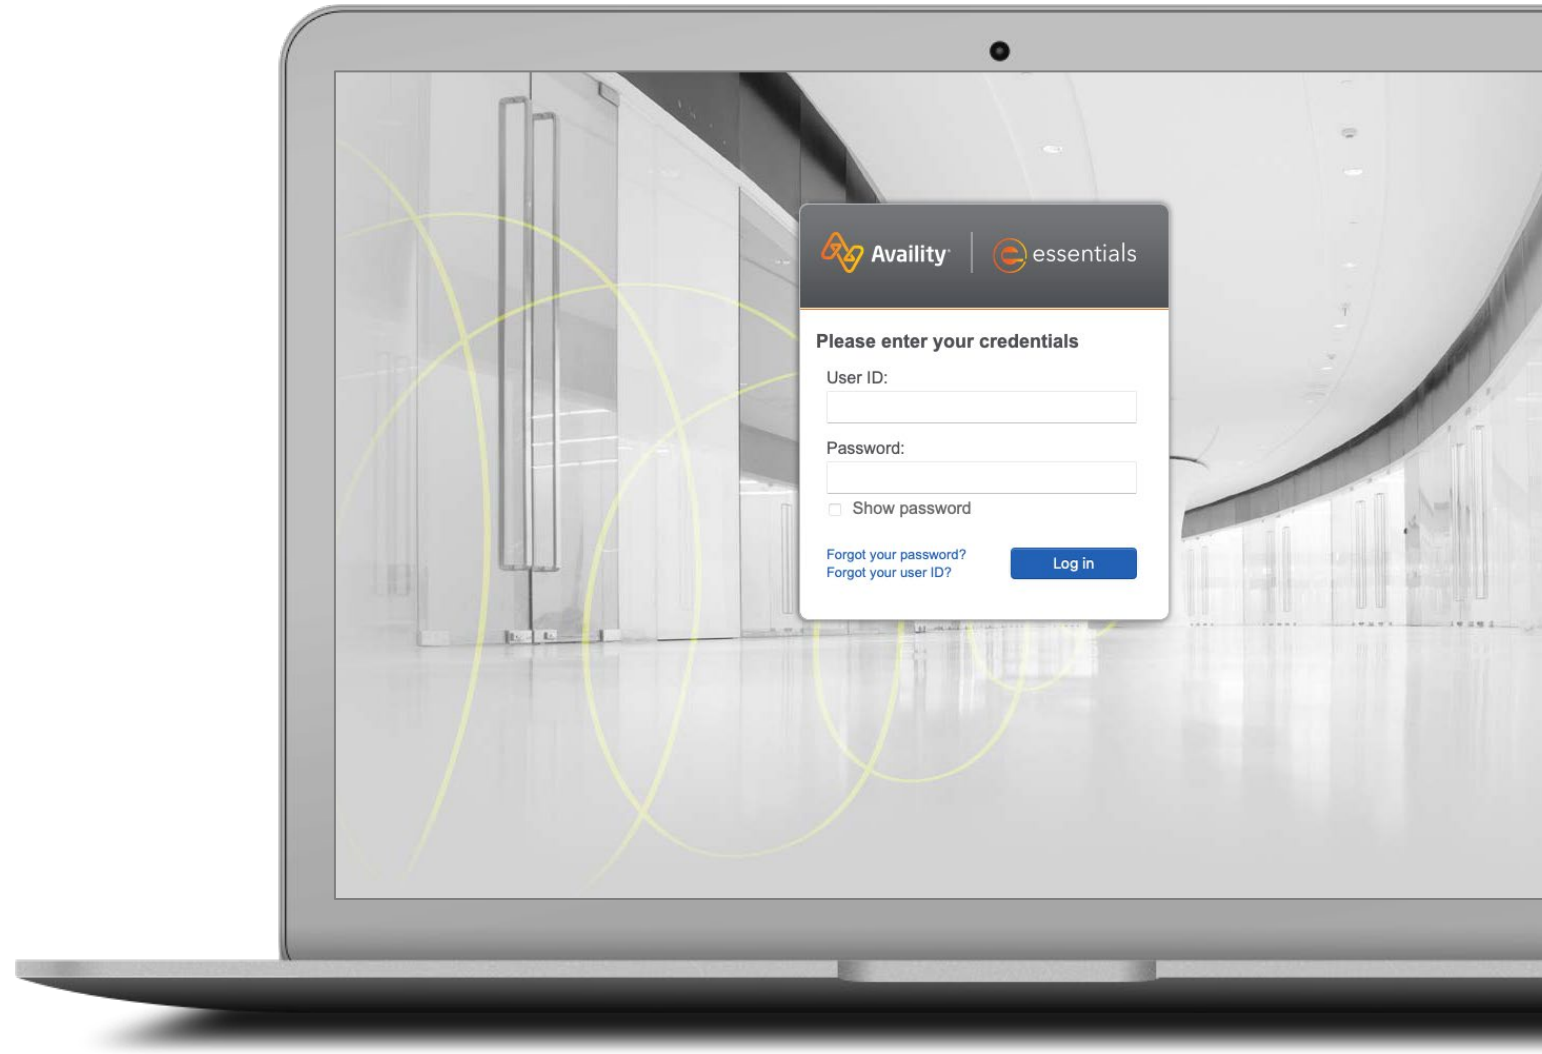 Availity | essentials
Please enter your credentials
User ID:
Password:
Show password
Forgot your password?
Forgot your user ID?
Log in